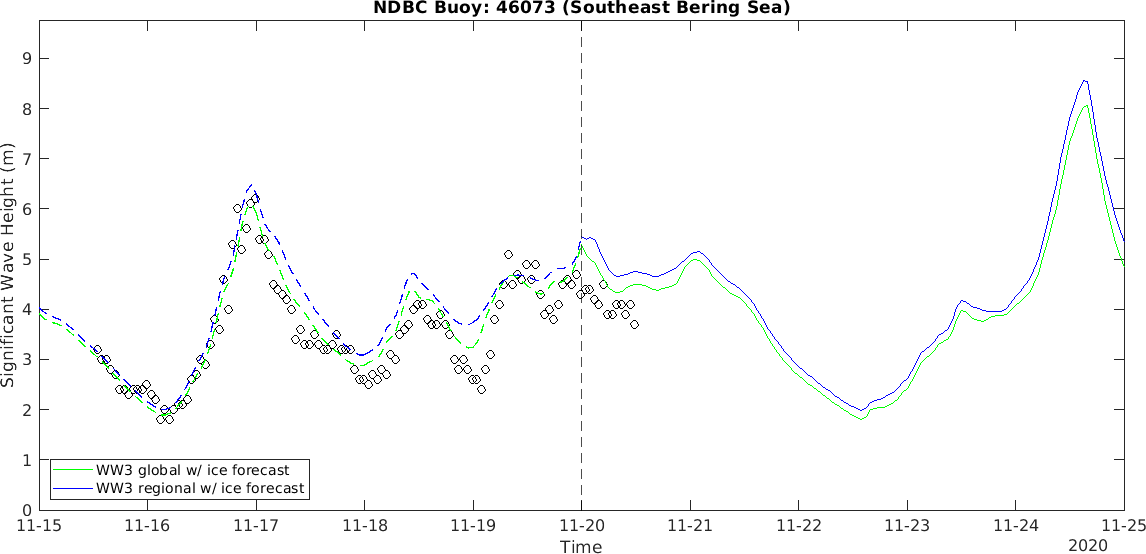 NDBC Buoy: 46073 (Southeast Bering Sea)
Significant Wave Height (m)
9
8
7
6
5
4
3
2
1
0
WW3 global w/ ice forecast
WW3 regional w/ ice forecast
11-15 11-16 11-17 11-18 11-19 11-20 11-21 11-22 11-23 11-24 11-25
Time
2020